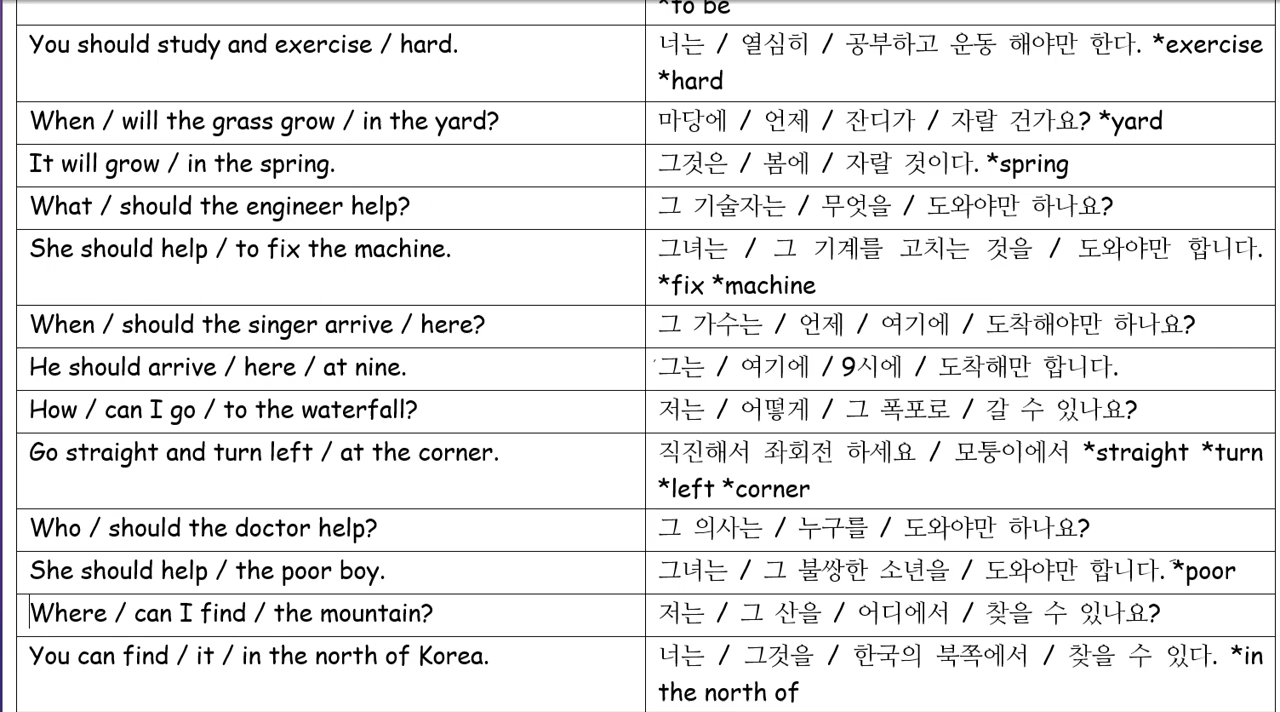 *to be
You should study and exercise / hard.
너는 / 열심히 / 공부하고 운동 해야만 한다. *exercise
*hard
When / will the grass grow / in the yard?
마당에 / 언제 / 잔디가 / 자랄 건가요? *yard
It will grow / in the spring.
그것은 / 봄에 / 자랄 것이다. *spring
What / should the engineer help?
그 기술자는 / 무엇을 / 도와야만 하나요?
She should help / to fix the machine.
그녀는 / 그 기계를 고치는 것을 / 도와야만 합니다.
*fix *machine
When / should the singer arrive / here?
그 가수는 / 언제 / 여기에 / 도착해야만 하나요?
He should arrive / here / at nine.
그는 / 여기에 / 9시에 / 도착해만 합니다.
How / can I go / to the waterfall?
저는 / 어떻게 / 그 폭포로 / 갈 수 있나요?
Go straight and turn left / at the corner.
직진해서 좌회전 하세요 / 모퉁이에서 *straight *turn
*left *corner
Who / should the doctor help?
그 의사는 / 누구를 / 도와야만 하나요?
She should help / the poor boy.
그녀는 / 그 불쌍한 소년을 / 도와야만 합니다. *poor
Where / can I find / the mountain?
저는 / 그 산을 / 어디에서 / 찾을 수 있나요?
You can find / it / in the north of Korea.
너는 / 그것을 / 한국의 북쪽에서 / 찾을 수 있다. *in
the north of